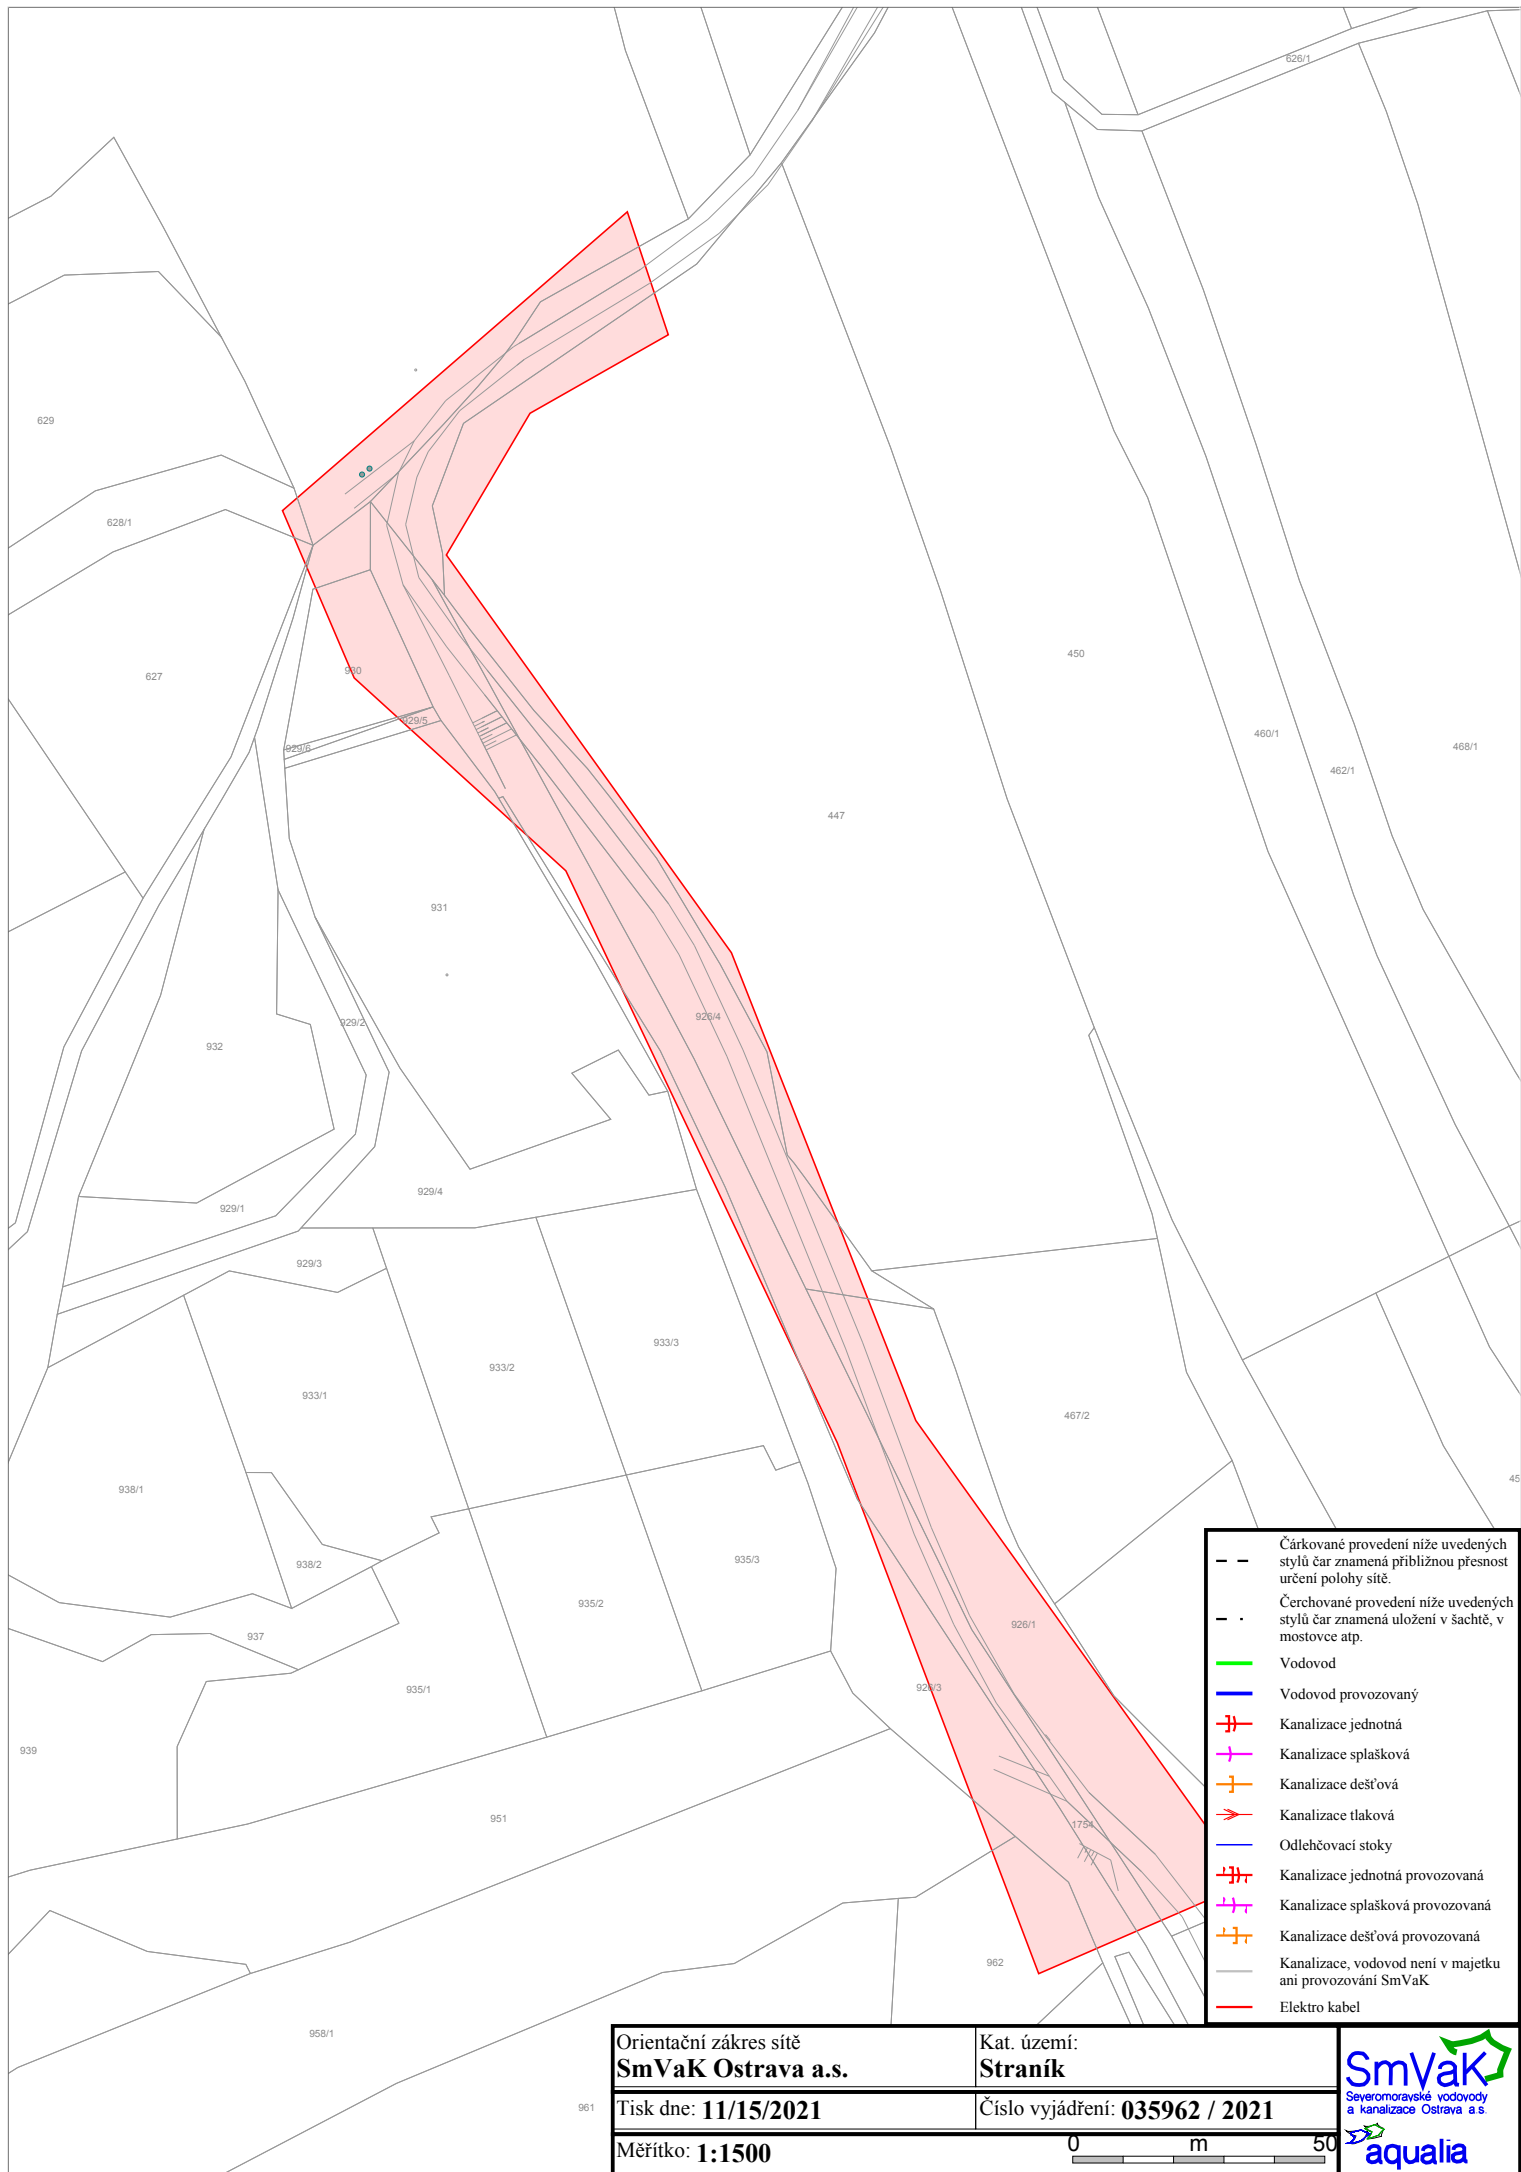 626/1
629
628/1
627
930
929/5
929/6
450
460/1
462/1
468/1
447
931
926/4
929/2
932
929/4
929/1
929/3
933/3
933/2
933/1
467/2
938/1
45
938/2
935/3
935/2
926/1
937
935/1
926/3
939
951
1754
962
958/1
961
Čárkované provedení níže uvedených
stylů čar znamená přibližnou přesnost
určení polohy sítě.
Čerchované provedení níže uvedených
stylů čar znamená uložení v šachtě, v
mostovce atp.
Vodovod
Vodovod provozovaný
Kanalizace jednotná
Kanalizace splašková
Kanalizace dešťová
Kanalizace tlaková
Odlehčovací stoky
Kanalizace jednotná provozovaná
Kanalizace splašková provozovaná
Kanalizace dešťová provozovaná
Kanalizace, vodovod není v majetku
ani provozování SmVaK
Elektro kabel
Orientační zákres sítě
SmVaK Ostrava a.s.
Kat. území:
Straník
Tisk dne: 11/15/2021
Číslo vyjádření: 035962 / 2021
Měřítko: 1:1500
0 m 50
SmVaK
Severomoravské vodovody
a kanalizace Ostrava a.s.
aqualia